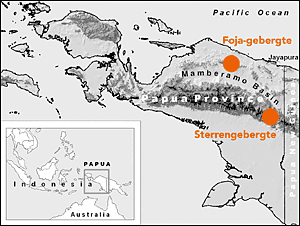 Pacific Ocean
Foja-gebergte
Jayapura
Mamberamo Basin
Papua Province
Sterrengebergte
PAPUA
Indonesia
Australia